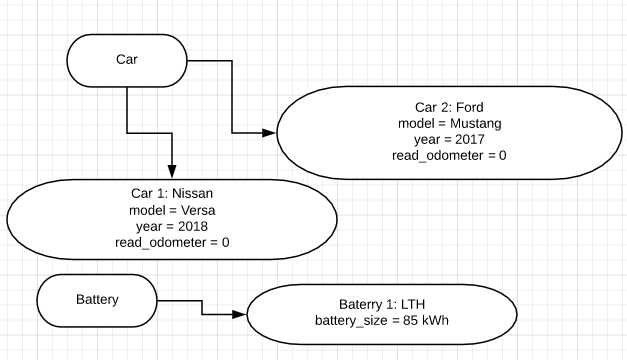 Car
Car 2: Ford
model = Mustang
year = 2017
read_odometer = 0
Car 1: Nissan
model = Versa
year = 2018
read_odometer = 0
Battery
Baterry 1: LTH
battery_size = 85 kWh